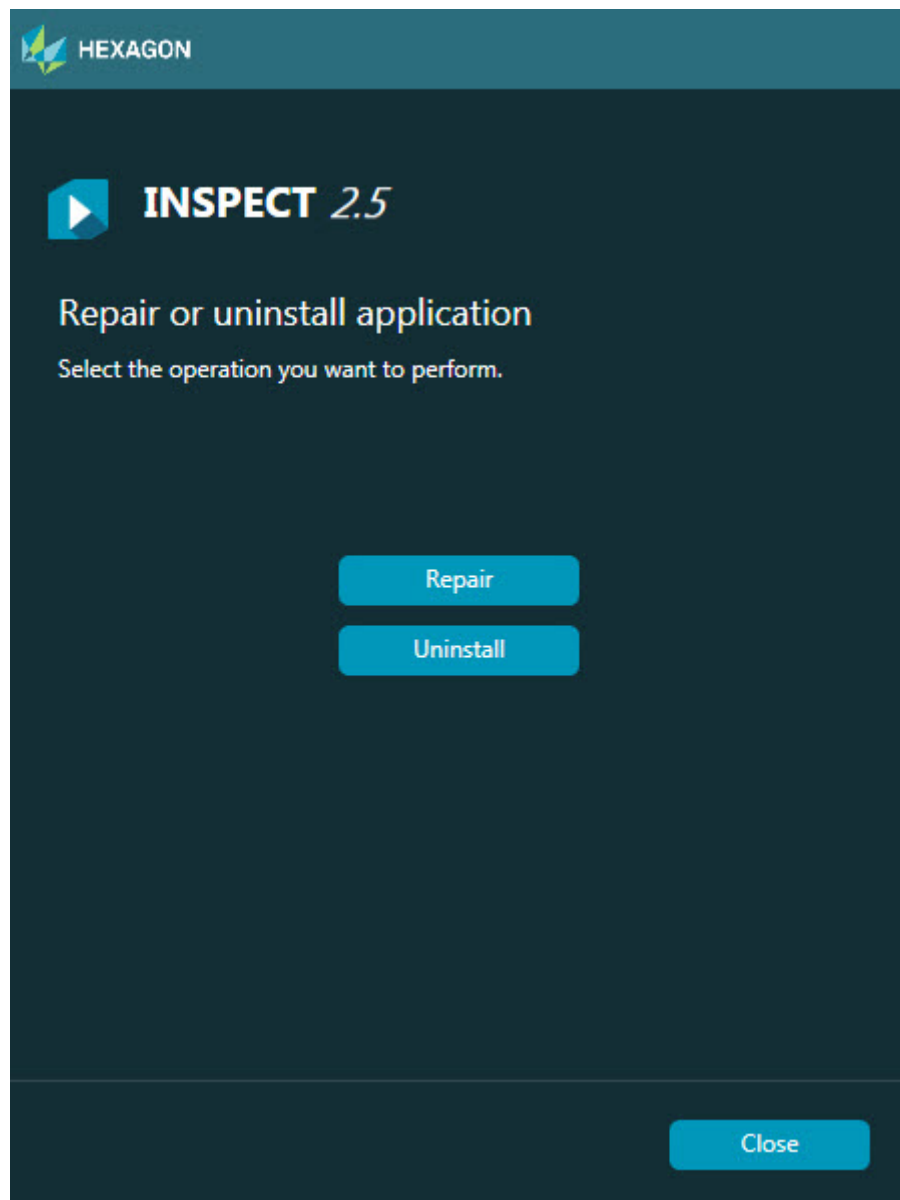 HEXAGON
INSPECT 2.5
Repair or uninstall application
Select the operation you want to perform.
Repair
Uninstall
Close